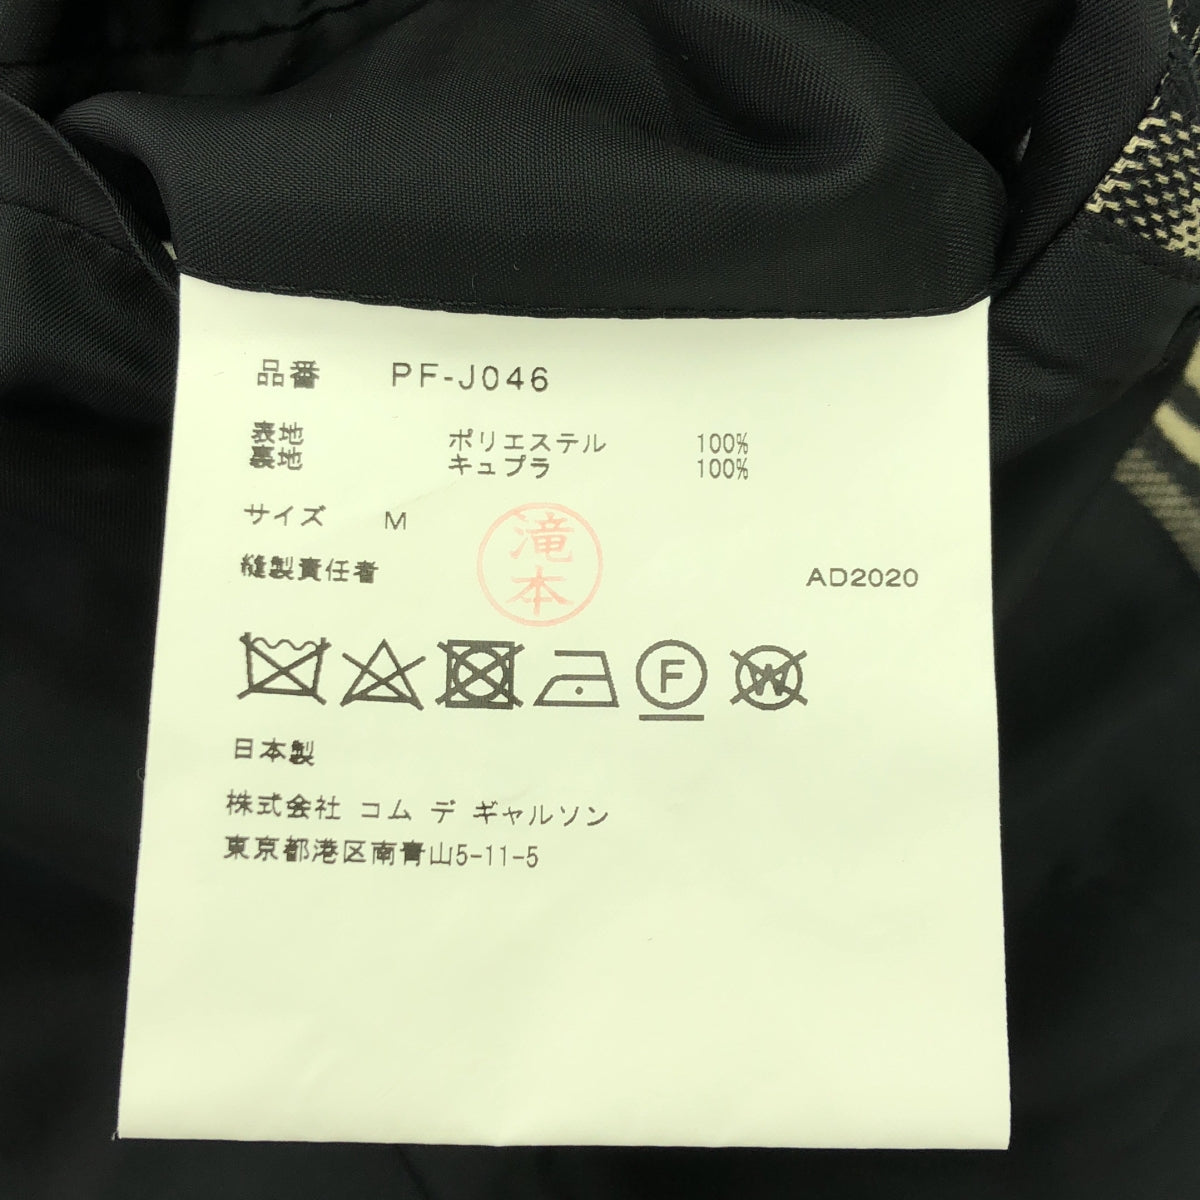 品番 PF-J046
表地 ポリエステル 100%
裏地 キュプラ 100%
サイズ M
滝本
縫製責任者 AD2020
F W
日本製
株式会社 コム デ ギャルソン
東京都港区南青山5-11-5